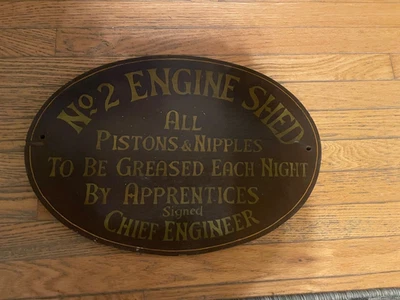 No. 2 ENGINE SHED
ALL
PISTONS & NIPPLES
TO BE GREASED EACH NIGHT
BY APPRENTICES
Signed
CHIEF ENGINEER